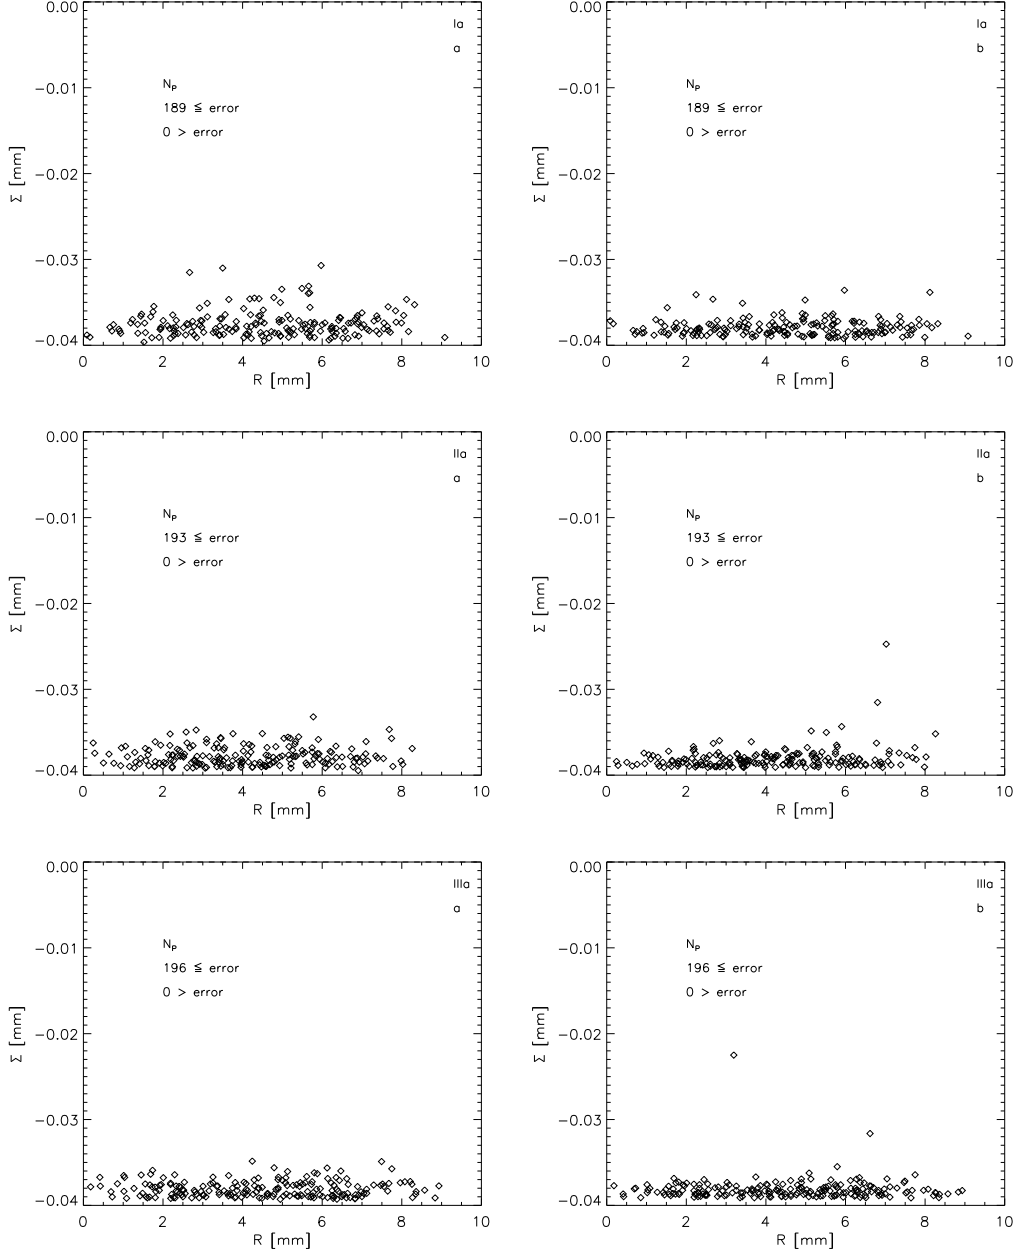 0.00
Ia
a
−0.01
N_P
189 ≦ error
0 > error
−0.02
Σ [mm]
−0.03
−0.04
0 2 4 6 8 10
R [mm]
0.00
Ia
b
−0.01
N_P
189 ≦ error
0 > error
−0.02
Σ [mm]
−0.03
−0.04
0 2 4 6 8 10
R [mm]
0.00
IIa
a
−0.01
N_P
193 ≦ error
0 > error
−0.02
Σ [mm]
−0.03
−0.04
0 2 4 6 8 10
R [mm]
0.00
IIa
b
−0.01
N_P
193 ≦ error
0 > error
−0.02
Σ [mm]
−0.03
−0.04
0 2 4 6 8 10
R [mm]
0.00
IIIa
a
−0.01
N_P
196 ≦ error
0 > error
−0.02
Σ [mm]
−0.03
−0.04
0 2 4 6 8 10
R [mm]
0.00
IIIa
b
−0.01
N_P
196 ≦ error
0 > error
−0.02
Σ [mm]
−0.03
−0.04
0 2 4 6 8 10
R [mm]